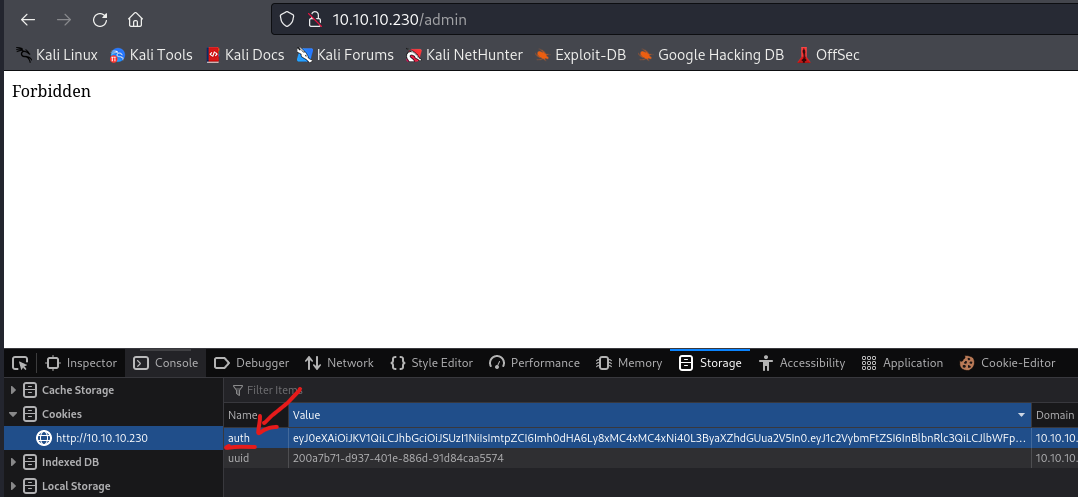 10.10.10.230/admin
Kali Linux Kali Tools Kali Docs Kali Forums Kali NetHunter Exploit-DB Google Hacking DB OffSec
Forbidden
Inspector Console Debugger Network Style Editor Performance Memory Storage Accessibility Application Cookie-Editor
Cache Storage Filter Items
Cookies Name Value Domain
http://10.10.10.230 auth eyJ0eXAiOiJKV1QiLCJhbGciOiJSUzI1NiIsImtpZCI6Imh0dHA6Ly8xMC4xMC4xNi40L3ByaXZhdGUua2V5In0.eyJ1c2VybmFtZSI6InBlbnRlc3QiLCJlbWFp... 10.10.10
Indexed DB uuid 200a7b71-d937-401e-886d-91d84caa5574 10.10.10
Local Storage